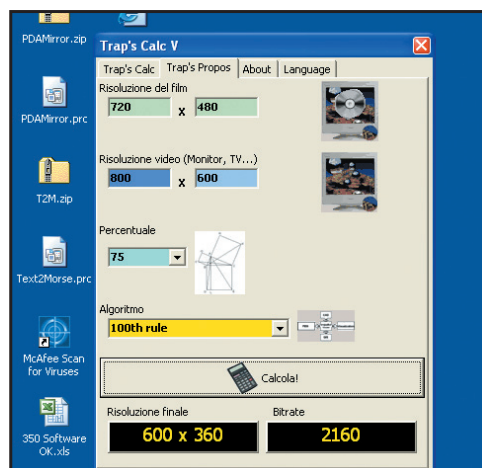 PDAMirror.zip
Trap's Calc V
Trap's Calc Trap's Propos About Language
Risoluzione del film
720 x 480
PDAMirror.prc
Risoluzione video (Monitor, TV...)
800 x 600
T2M.zip
Percentuale
75
Text2Morse.prc
Algoritmo
100th rule
McAfee Scan
for Viruses
Calcola!
Risoluzione finale Bitrate
600 x 360 2160
350 Software
OK.xls